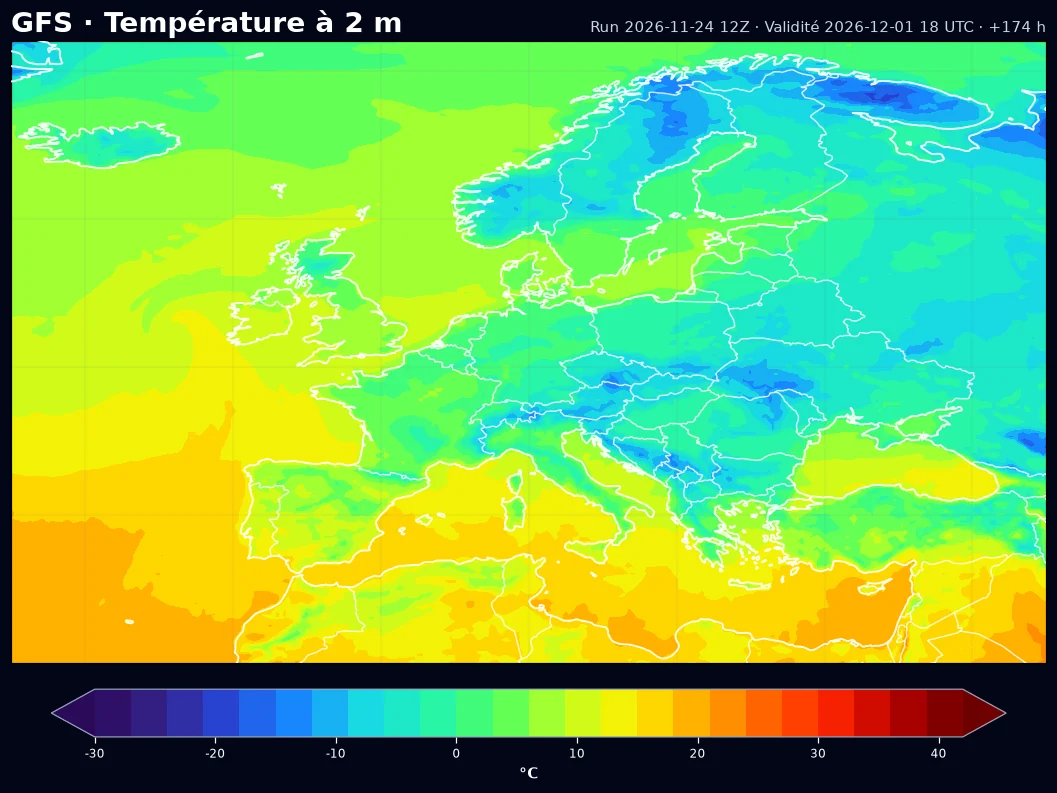 GFS · Température à 2 m
Run 2026-11-24 12Z · Validité 2026-12-01 18 UTC · +174 h
-30 -20 -10 0 10 20 30 40
°C